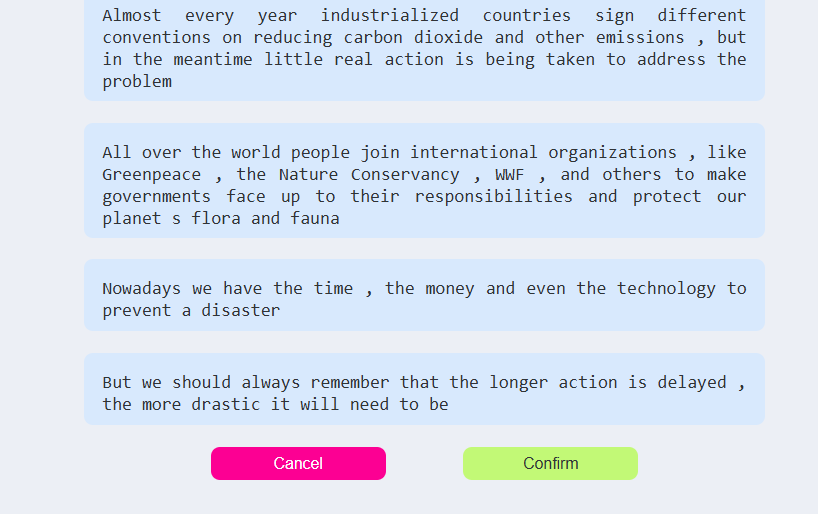 Almost every year industrialized countries sign different
conventions on reducing carbon dioxide and other emissions , but
in the meantime little real action is being taken to address the
problem
All over the world people join international organizations , like
Greenpeace , the Nature Conservancy , WWF , and others to make
governments face up to their responsibilities and protect our
planet s flora and fauna
Nowadays we have the time , the money and even the technology to
prevent a disaster
But we should always remember that the longer action is delayed ,
the more drastic it will need to be
Cancel Confirm